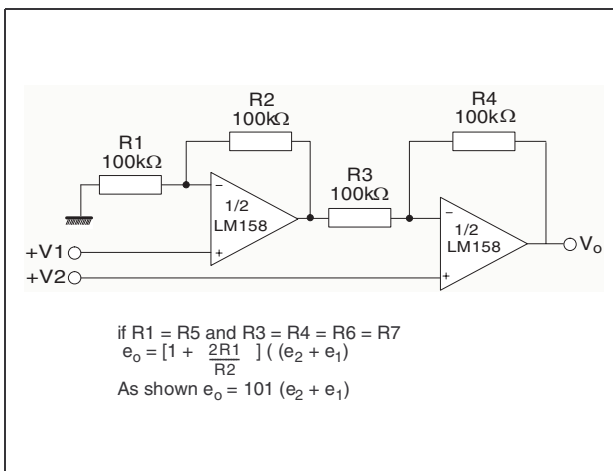 R2
100kΩ
R4
100kΩ
R1
100kΩ
R3
100kΩ
1/2
LM158
1/2
LM158
+V1
+V2
Vo
if R1 = R5 and R3 = R4 = R6 = R7
eo = [1 + 2R1/R2 ] ( (e2 + e1)
As shown eo = 101 (e2 + e1)